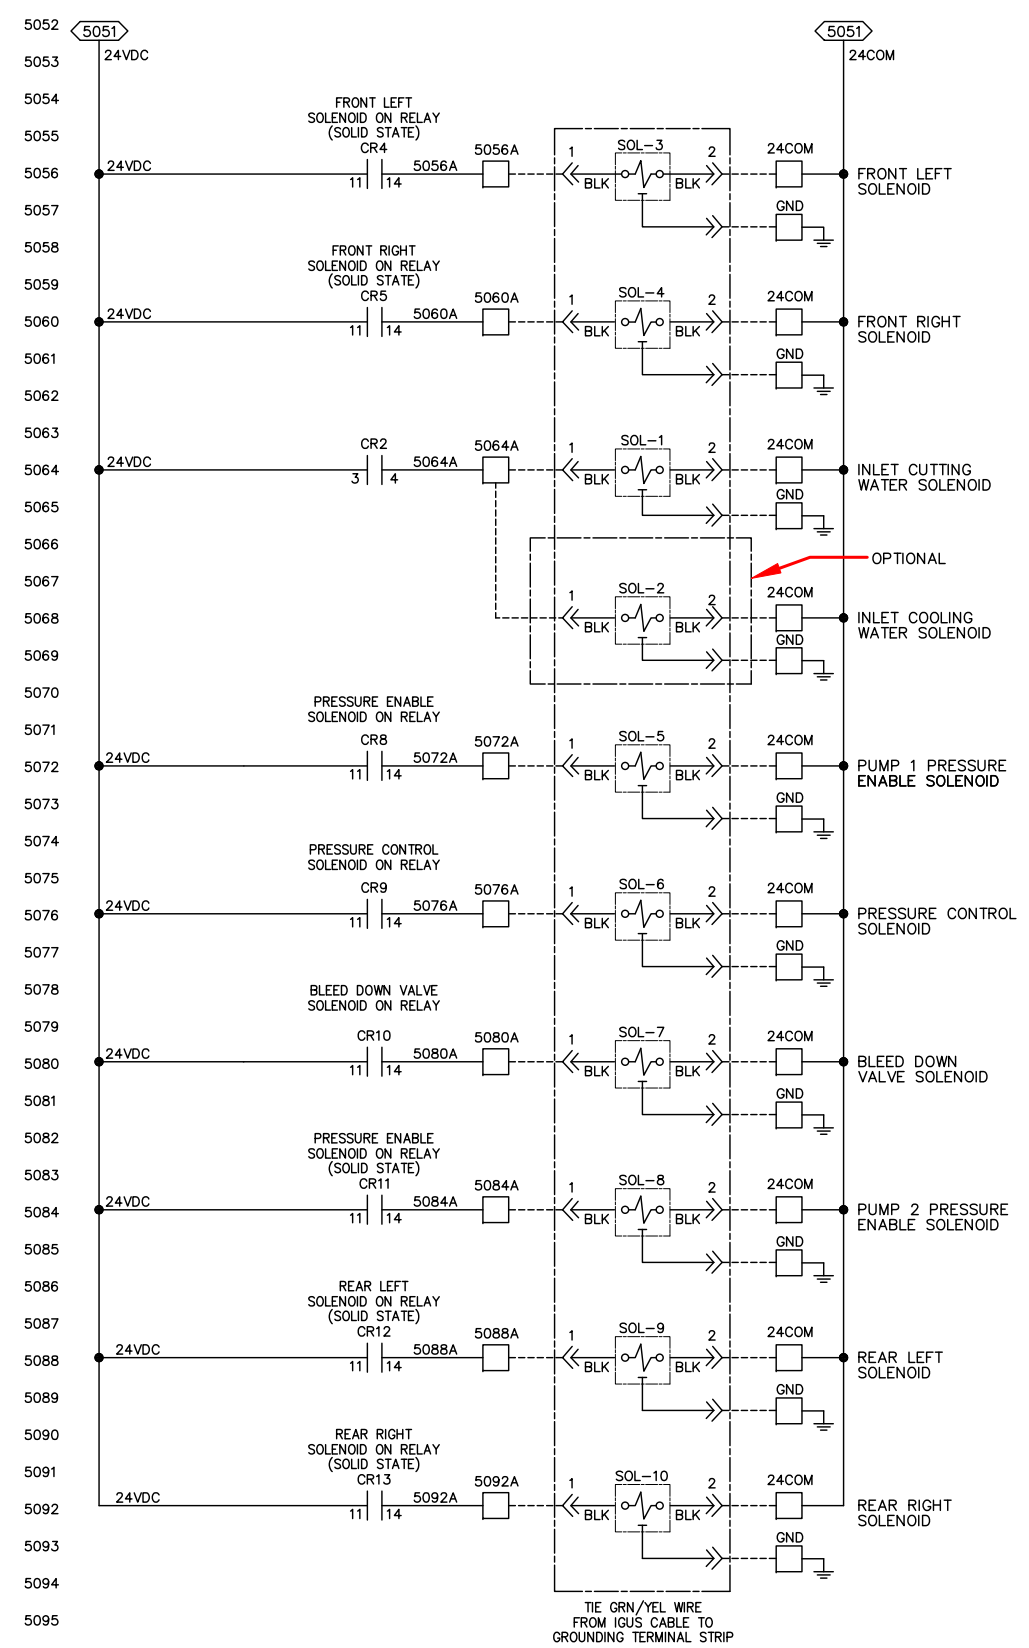 5052 5051 5051
5053 24VDC 24COM
5054
FRONT LEFT
SOLENOID ON RELAY
5055 (SOLID STATE)
CR4 5056A 1 SOL-3 2 24COM
5056 24VDC 11 14 5056A BLK BLK FRONT LEFT
SOLENOID
5057 GND
5058
FRONT RIGHT
SOLENOID ON RELAY
5059 (SOLID STATE)
CR5 5060A 1 SOL-4 2 24COM
5060 24VDC 11 14 5060A BLK BLK FRONT RIGHT
SOLENOID
5061 GND
5062
5063
CR2 5064A 1 SOL-1 2 24COM
5064 24VDC 3 4 5064A BLK BLK INLET CUTTING
WATER SOLENOID
5065 GND
5066
OPTIONAL
5067
1 SOL-2 2 24COM
5068 BLK BLK INLET COOLING
WATER SOLENOID
5069 GND
5070
PRESSURE ENABLE
SOLENOID ON RELAY
5071
CR8 5072A 1 SOL-5 2 24COM
5072 24VDC 11 14 5072A BLK BLK PUMP 1 PRESSURE
ENABLE SOLENOID
5073 GND
5074
PRESSURE CONTROL
SOLENOID ON RELAY
5075
CR9 5076A 1 SOL-6 2 24COM
5076 24VDC 11 14 5076A BLK BLK PRESSURE CONTROL
SOLENOID
5077 GND
5078
BLEED DOWN VALVE
SOLENOID ON RELAY
5079
CR10 5080A 1 SOL-7 2 24COM
5080 24VDC 11 14 5080A BLK BLK BLEED DOWN
VALVE SOLENOID
5081 GND
5082
PRESSURE ENABLE
SOLENOID ON RELAY
5083 (SOLID STATE)
CR11 5084A 1 SOL-8 2 24COM
5084 24VDC 11 14 5084A BLK BLK PUMP 2 PRESSURE
ENABLE SOLENOID
5085 GND
5086
REAR LEFT
SOLENOID ON RELAY
5087 (SOLID STATE)
CR12 5088A 1 SOL-9 2 24COM
5088 24VDC 11 14 5088A BLK BLK REAR LEFT
SOLENOID
5089 GND
5090
REAR RIGHT
SOLENOID ON RELAY
5091 (SOLID STATE)
CR13 5092A 1 SOL-10 2 24COM
5092 24VDC 11 14 5092A BLK BLK REAR RIGHT
SOLENOID
5093 GND
5094
TIE GRN/YEL WIRE
5095 FROM IGUS CABLE TO
GROUNDING TERMINAL STRIP